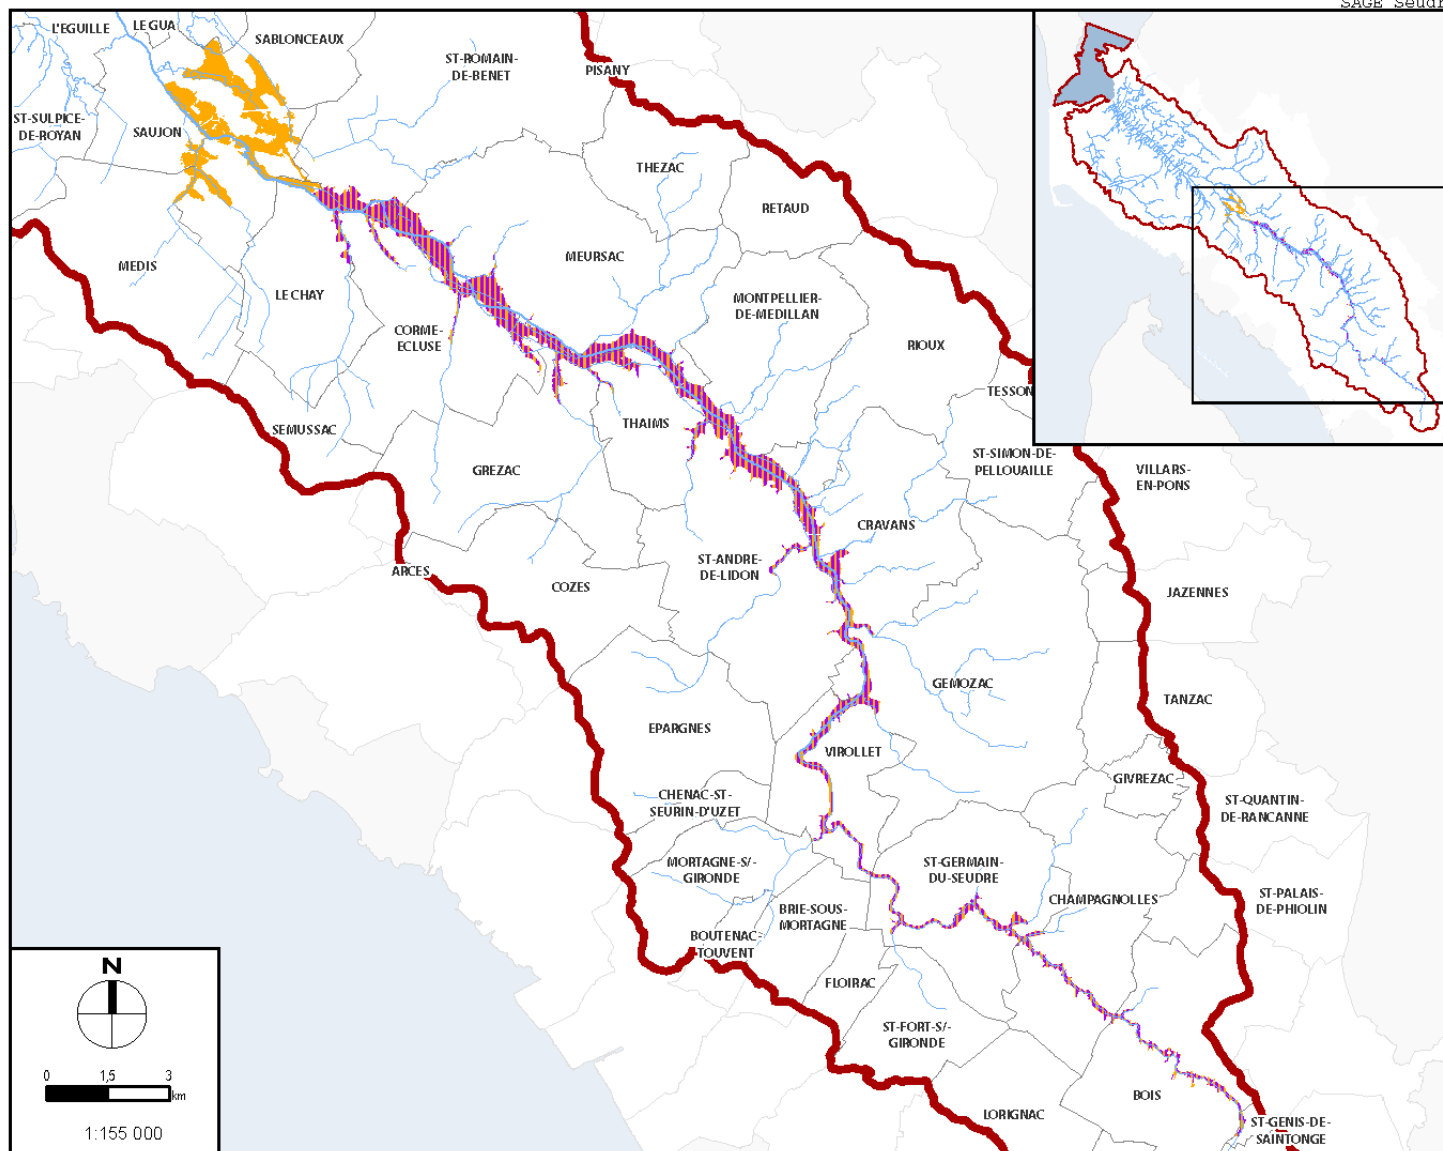 SAGE Seudr
L'EGUILLE
LE GUA
SABLONCEAUX
ST-ROMAIN-
DE-BENET
PISANY
ST-SULPICE-
DE-ROYAN
SAUJON
THEZAC
RETAUD
MEDIS
LE CHAY
MEURSAC
MONTPELLIER-
DE-MEDILLAN
CORME-
ECLUSE
RIOUX
TESSON
SEMUSSAC
THAIMS
GREZAC
ST-SIMON-DE-
PELLOUAILLE
VILLARS-
EN-PONS
CRAVANS
ST-ANDRE-
DE-LIDON
ARCES
COZES
JAZENNES
GEMOZAC
TANZAC
EPARGNES
VIROLLET
GIVREZAC
CHENAC-ST-
SEURIN-D'UZET
ST-QUANTIN-
DE-RANCANNE
MORTAGNE-S/-
GIRONDE
ST-GERMAIN-
DU-SEUDRE
CHAMPAGNOLLES
ST-PALAIS-
DE-PHIOLIN
BRIE-SOUS-
MORTAGNE
BOUTENAC-
TOUVENT
FLOIRAC
ST-FORT-S/-
GIRONDE
BOIS
LORIGNAC
ST-GENIS-DE-
SAINTONGE
N
0 1,5 3
km
1:155 000